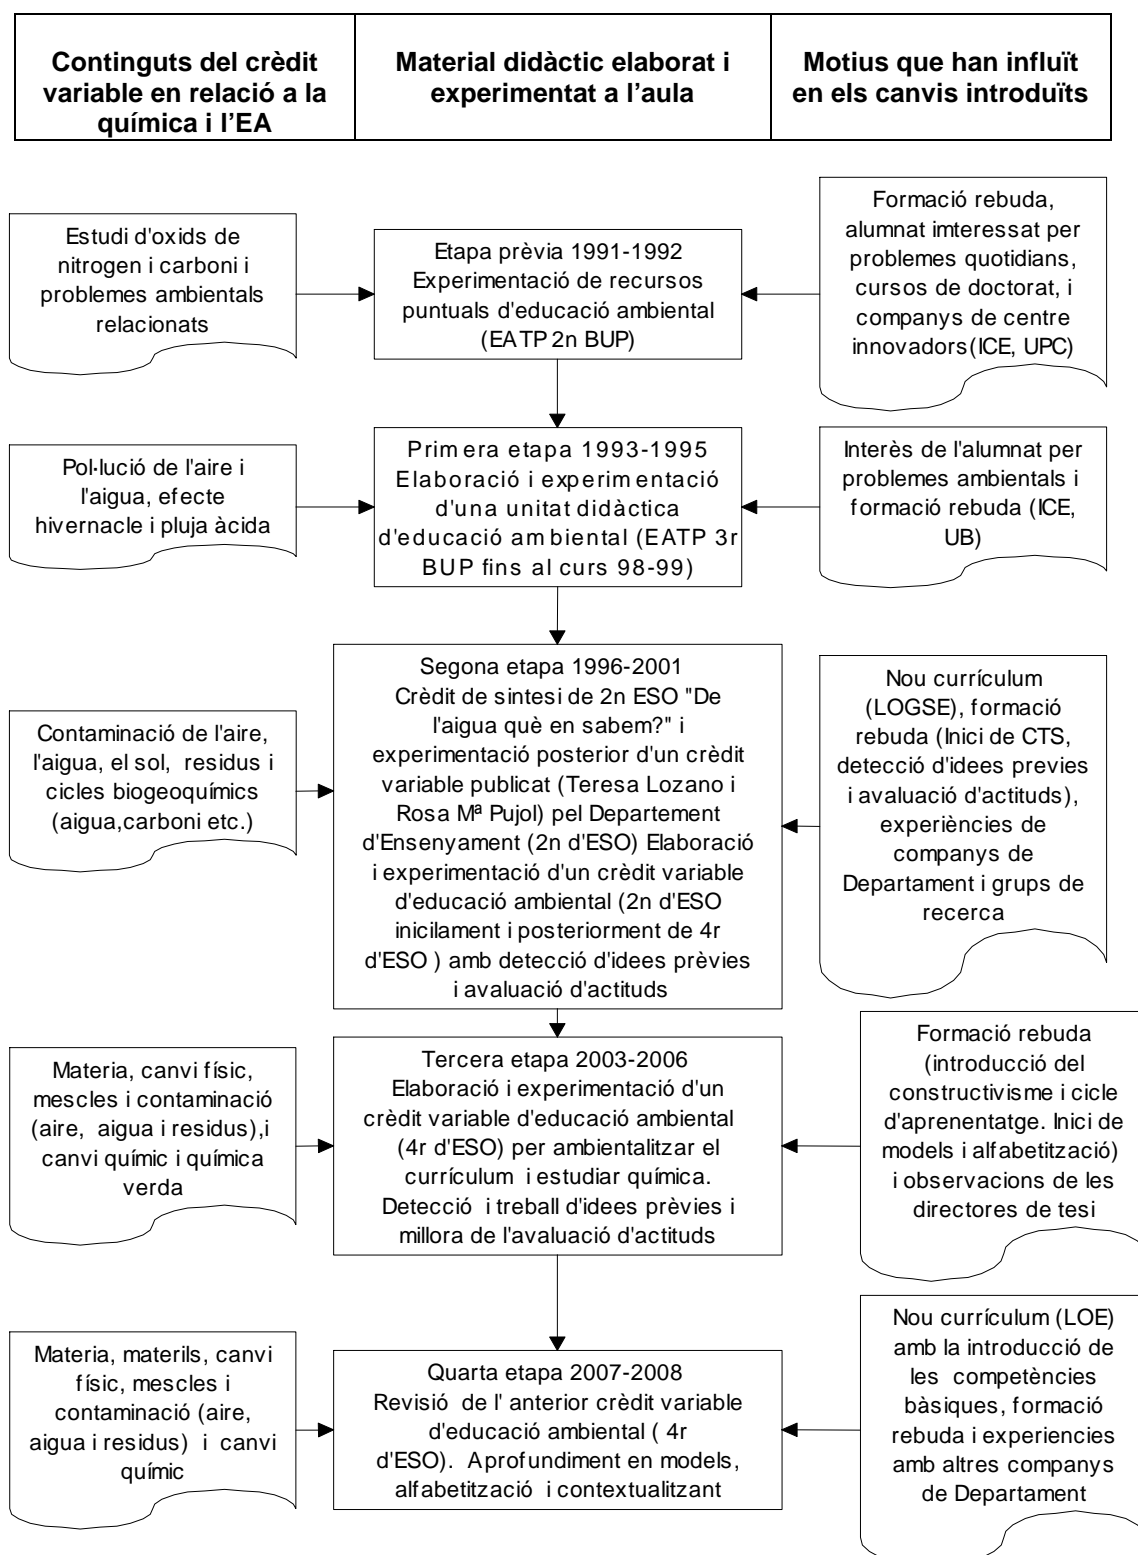 Continguts del crèdit
variable en relació a la
química i l'EA
Material didàctic elaborat i
experimentat a l'aula
Motius que han influït
en els canvis introduïts
Estudi d'oxids de
nitrogen i carboni i
problemes ambientals
relacionats
Etapa prèvia 1991-1992
Experimentació de recursos
puntuals d'educació ambiental
(EATP 2n BUP)
Formació rebuda,
alumnat imteressat per
problemes quotidians,
cursos de doctorat, i
companys de centre
innovadors(ICE, UPC)
Pol·lució de l'aire i
l'aigua, efecte
hivernacle i pluja àcida
Primera etapa 1993-1995
Elaboració i experimentació
d'una unitat didàctica
d'educació ambiental (EATP 3r
BUP fins al curs 98-99)
Interès de l'alumnat per
problemes ambientals i
formació rebuda (ICE,
UB)
Contaminació de l'aire,
l'aigua, el sol, residus i
cicles biogeoquímics
(aigua,carboni etc.)
Segona etapa 1996-2001
Crèdit de sintesi de 2n ESO "De
l'aigua què en sabem?" i
experimentació posterior d'un crèdit
variable publicat (Teresa Lozano i
Rosa Mª Pujol) pel Departement
d'Ensenyament (2n d'ESO) Elaboració
i experimentació d'un crèdit variable
d'educació ambiental (2n d'ESO
inicilament i posteriorment de 4r
d'ESO ) amb detecció d'idees prèvies
i avaluació d'actituds
Nou currículum
(LOGSE), formació
rebuda (Inici de CTS,
detecció d'idees previes
i avaluació d'actituds),
experiències de
companys de
Departament i grups de
recerca
Materia, canvi físic,
mescles i contaminació
(aire, aigua i residus),i
canvi químic i química
verda
Tercera etapa 2003-2006
Elaboració i experimentació d'un
crèdit variable d'educació ambiental
(4r d'ESO) per ambientalitzar el
currículum i estudiar química.
Detecció i treball d'idees prèvies i
millora de l'avaluació d'actituds
Formació rebuda
(introducció del
constructivisme i cicle
d'aprenentatge. Inici de
models i alfabetització)
i observacions de les
directores de tesi
Materia, materils, canvi
físic, mescles i
contaminació (aire,
aigua i residus) i canvi
químic
Quarta etapa 2007-2008
Revisió de l' anterior crèdit variable
d'educació ambiental ( 4r
d'ESO). Aprofundiment en models,
alfabetització i contextualitzant
Nou currículum (LOE)
amb la introducció de
les competències
bàsiques, formació
rebuda i experiencies
amb altres companys
de Departament